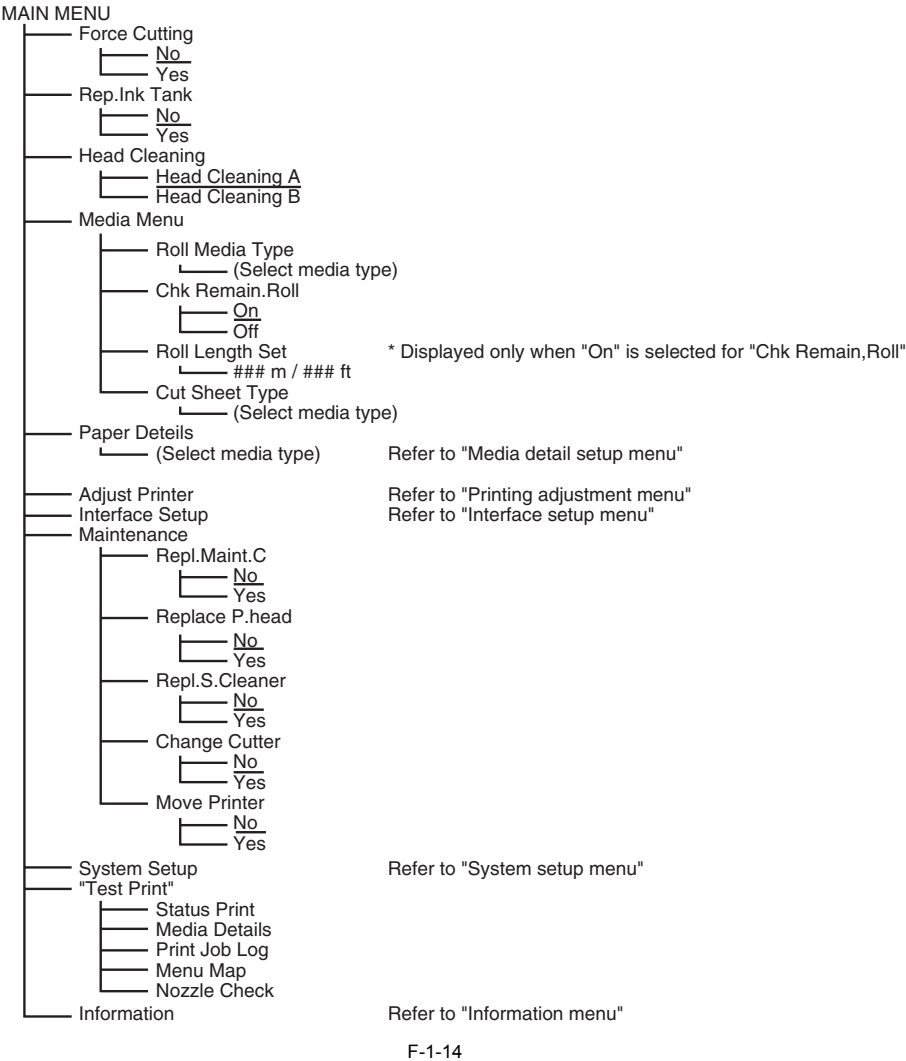 MAIN MENU
Force Cutting
No
Yes
Rep.Ink Tank
No
Yes
Head Cleaning
Head Cleaning A
Head Cleaning B
Media Menu
Roll Media Type
(Select media type)
Chk Remain.Roll
On
Off
Roll Length Set * Displayed only when "On" is selected for "Chk Remain,Roll"
### m / ### ft
Cut Sheet Type
(Select media type)
Paper Deteils
(Select media type) Refer to "Media detail setup menu"
Adjust Printer Refer to "Printing adjustment menu"
Interface Setup Refer to "Interface setup menu"
Maintenance
Repl.Maint.C
No
Yes
Replace P.head
No
Yes
Repl.S.Cleaner
No
Yes
Change Cutter
No
Yes
Move Printer
No
Yes
System Setup Refer to "System setup menu"
"Test Print"
Status Print
Media Details
Print Job Log
Menu Map
Nozzle Check
Information Refer to "Information menu"
F-1-14